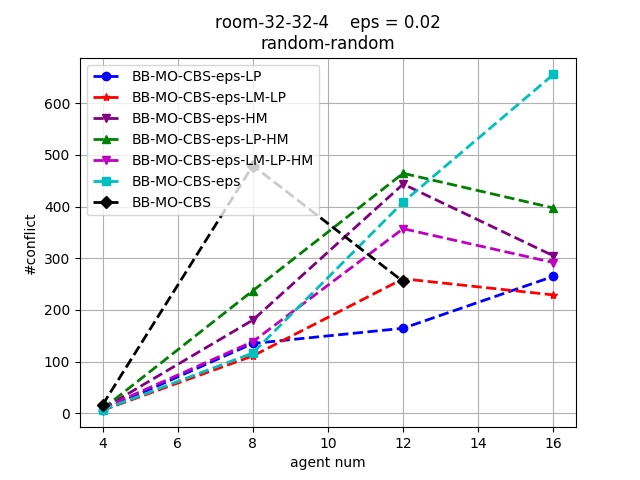 room-32-32-4    eps = 0.02
random-random
BB-MO-CBS-eps-LP
BB-MO-CBS-eps-LM-LP
BB-MO-CBS-eps-HM
BB-MO-CBS-eps-LP-HM
BB-MO-CBS-eps-LM-LP-HM
BB-MO-CBS-eps
BB-MO-CBS
#conflict
600
500
400
300
200
100
0
4 6 8 10 12 14 16
agent num